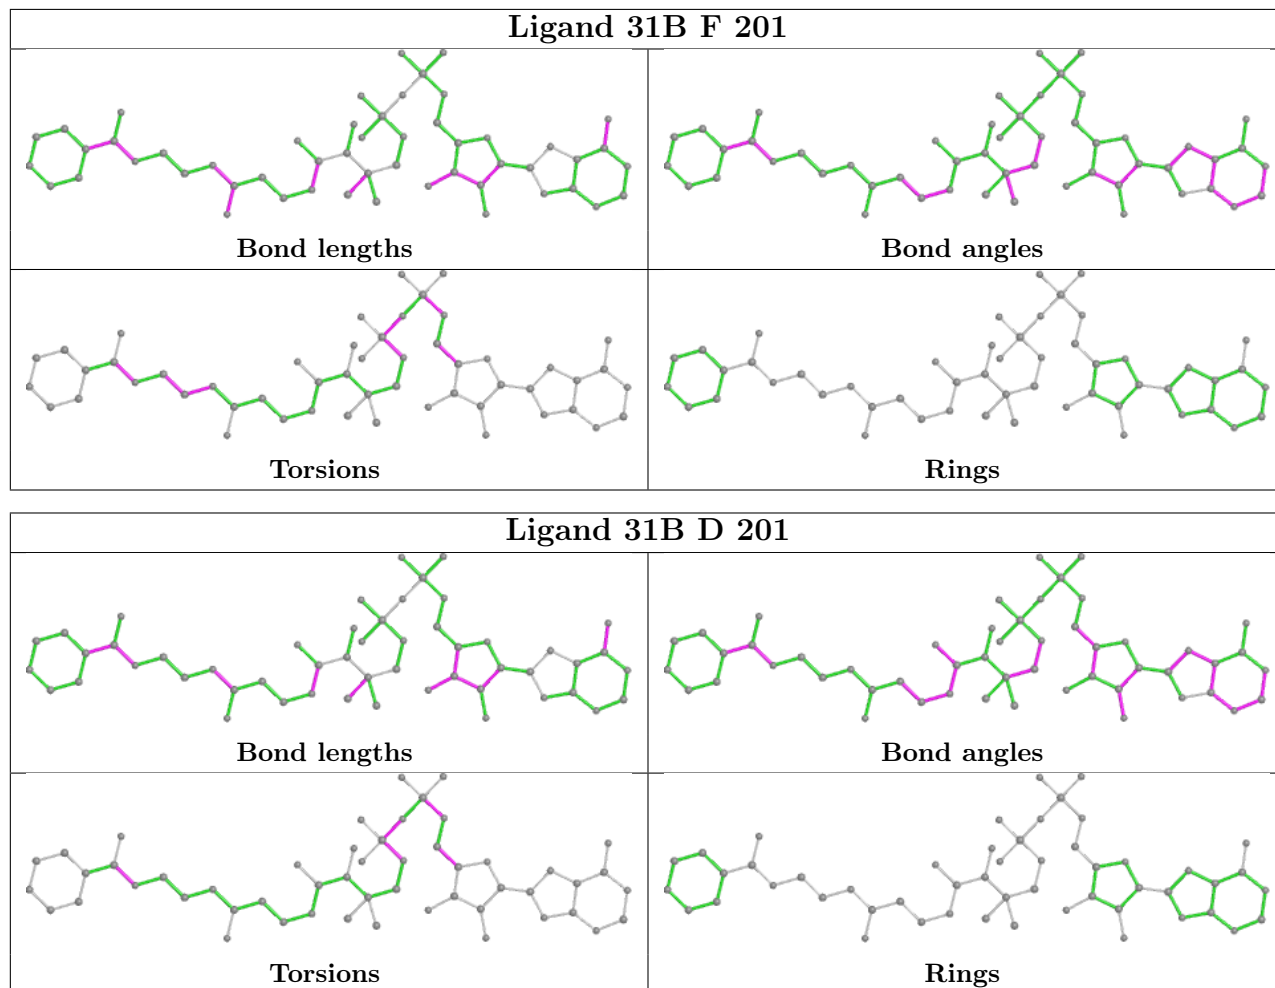 Ligand 31B F 201
Bond lengths
Bond angles
Torsions
Rings
Ligand 31B D 201
Bond lengths
Bond angles
Torsions
Rings